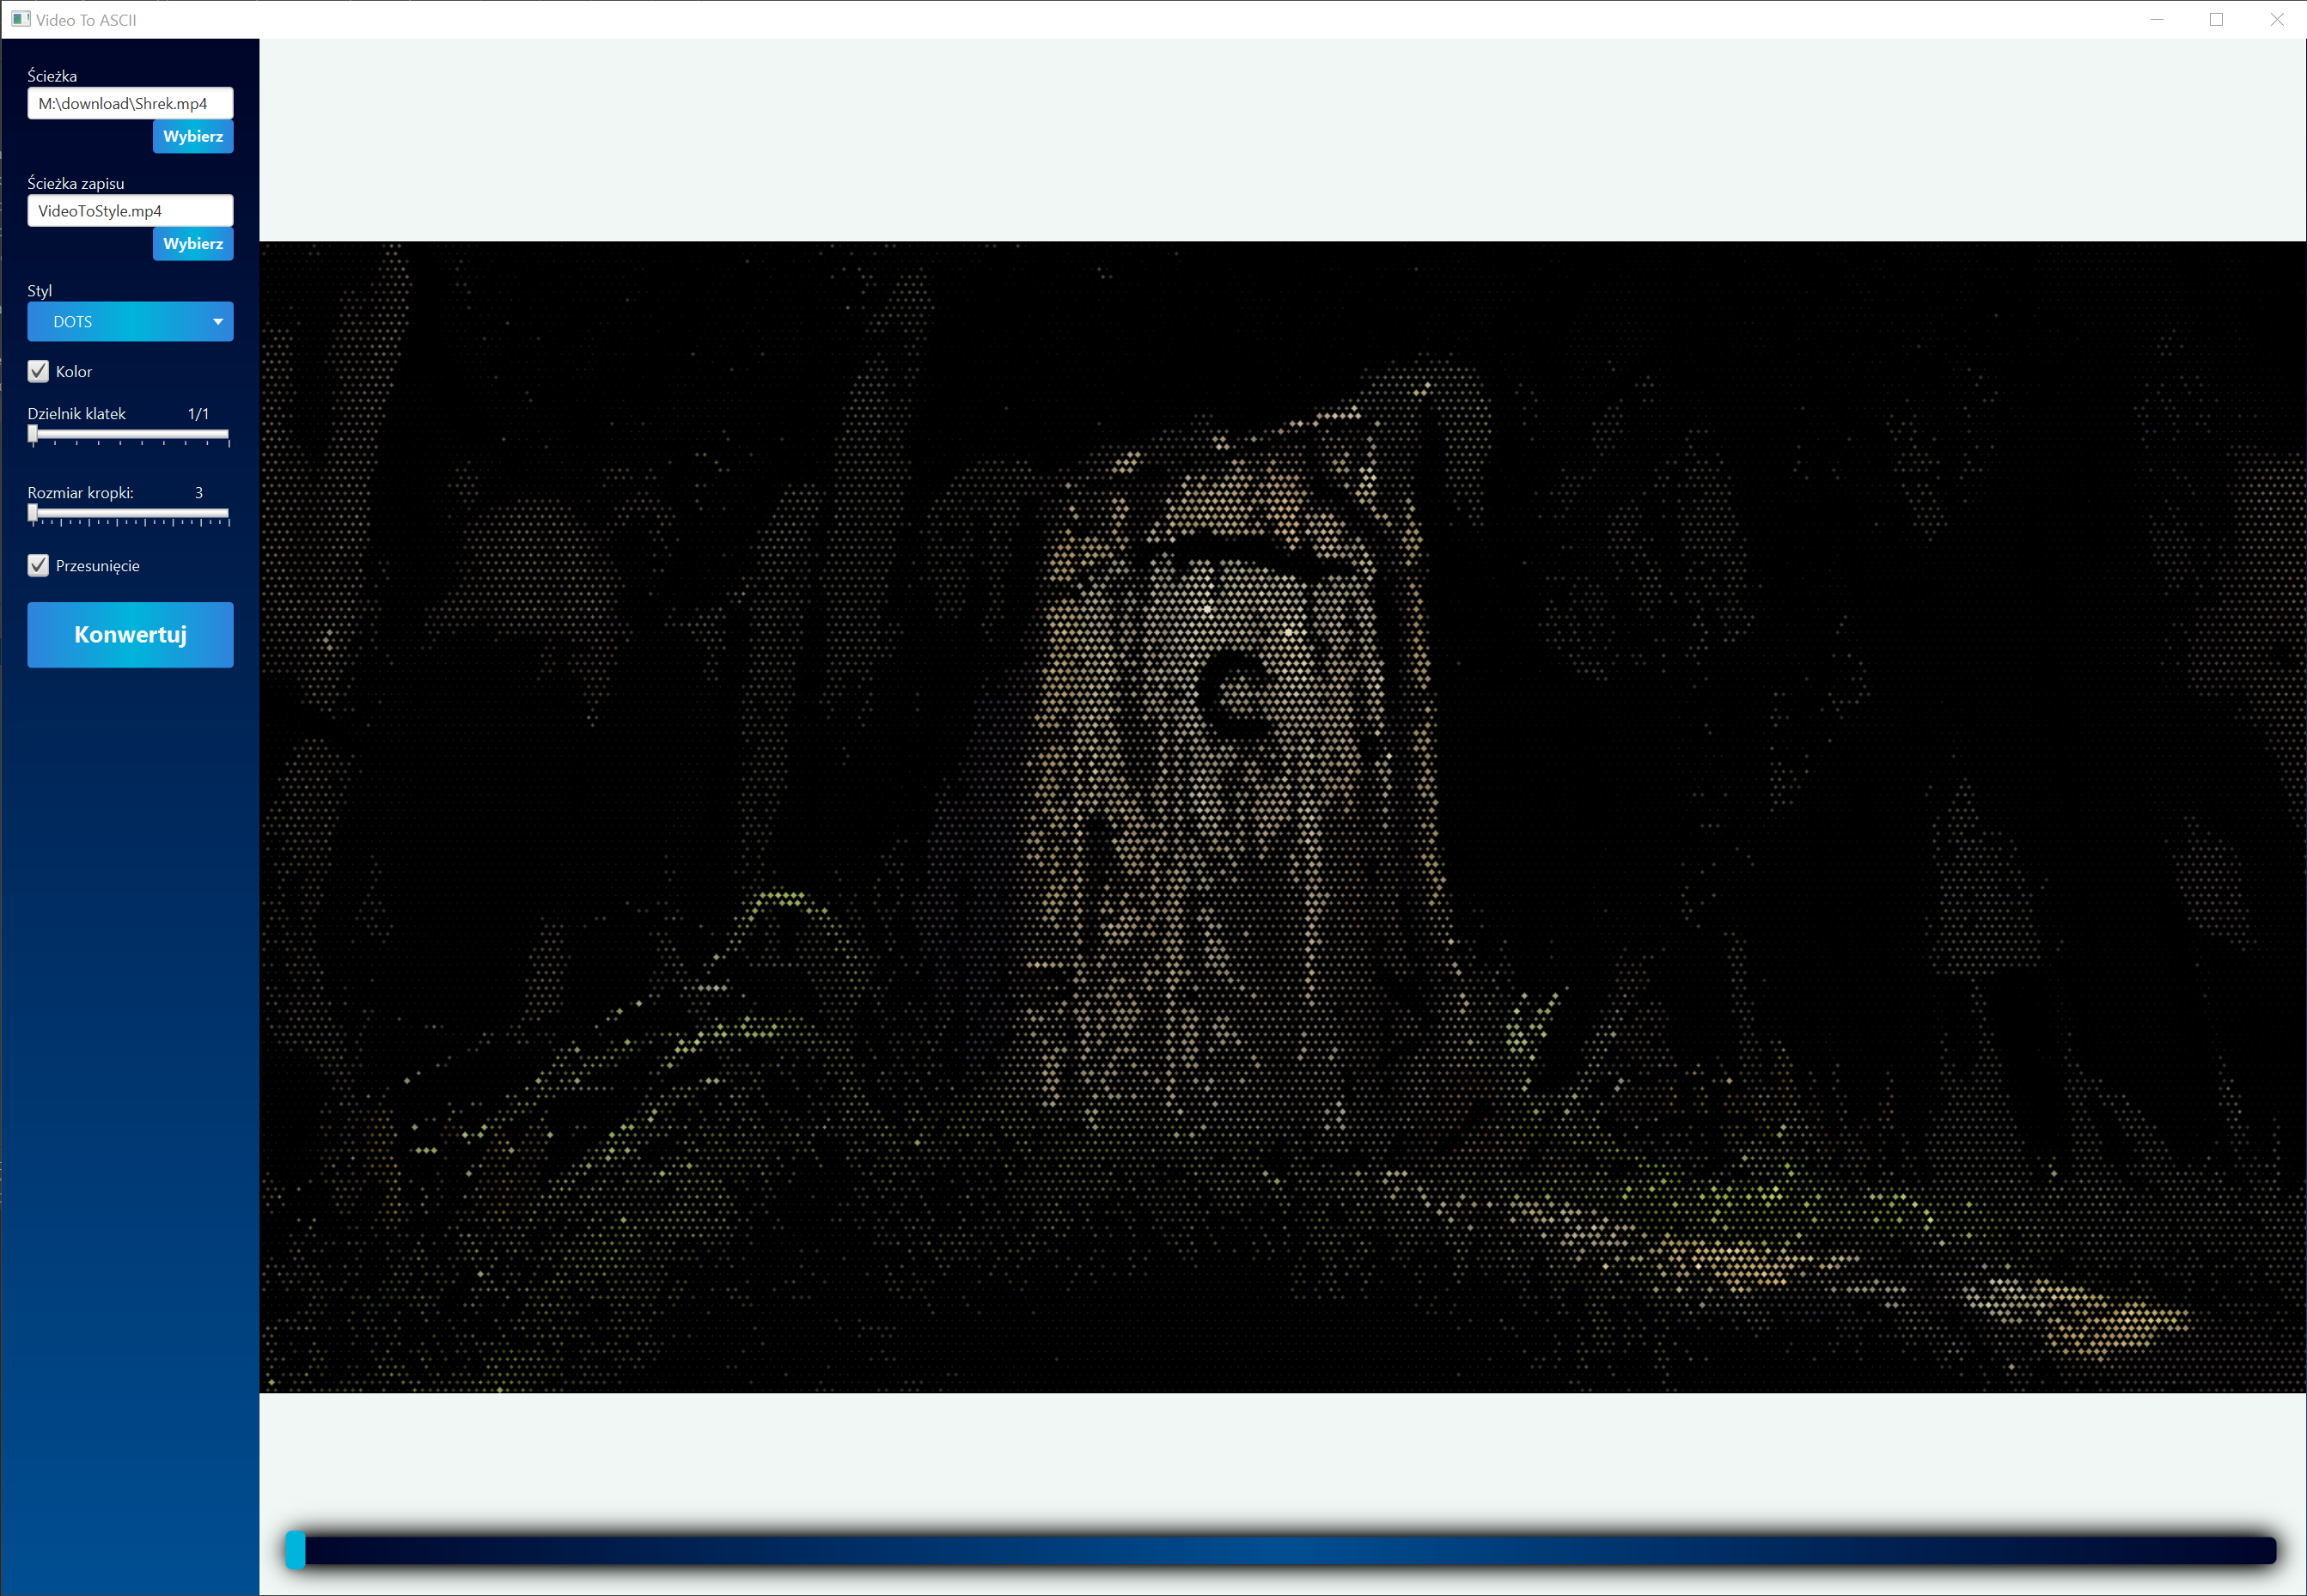 Video To ASCII
Ścieżka
M:\download\Shrek.mp4
Wybierz
Ścieżka zapisu
VideoToStyle.mp4
Wybierz
Styl
DOTS
Kolor
Dzielnik klatek 1/1
Rozmiar kropki: 3
Przesunięcie
Konwertuj